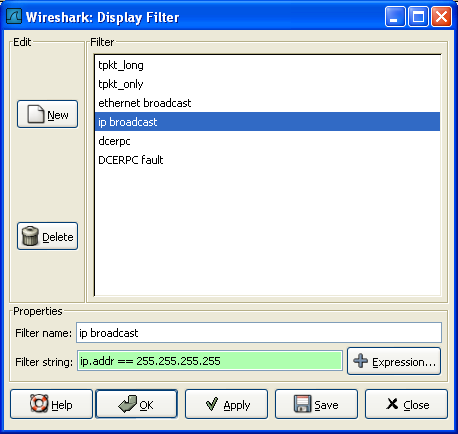 Wireshark: Display Filter
Edit
Filter
New
Delete
tpkt_long
tpkt_only
ethernet broadcast
ip broadcast
dcerpc
DCERPC fault
Properties
Filter name: ip broadcast
Filter string: ip.addr == 255.255.255.255 Expression...
Help OK Apply Save Close